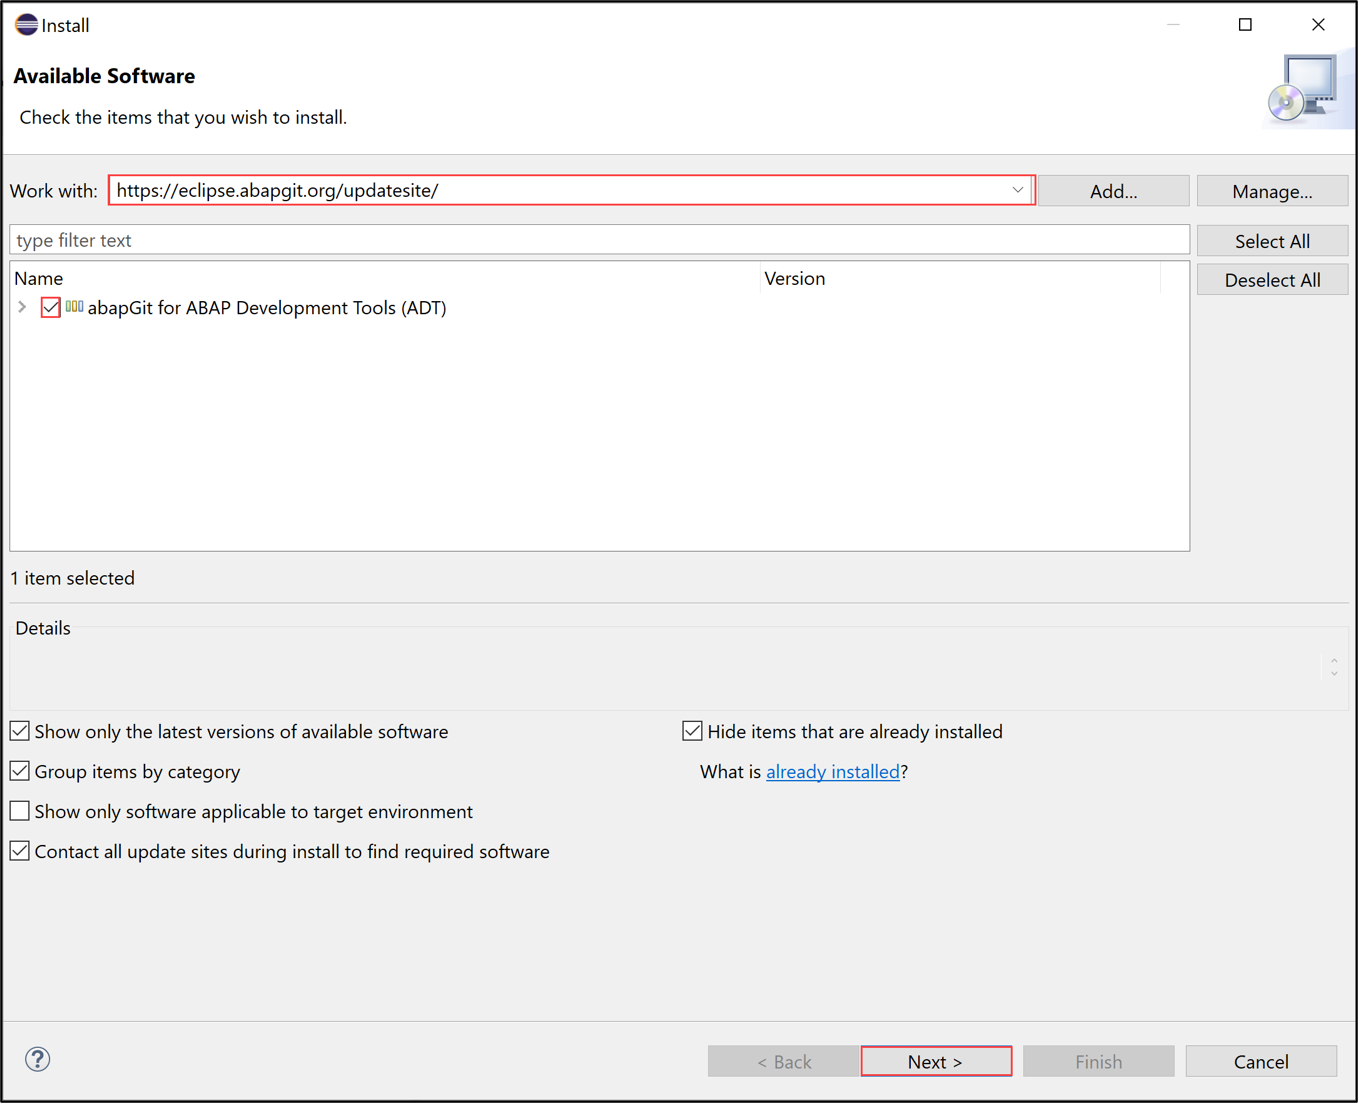 Install
Available Software
Check the items that you wish to install.
Work with: https://eclipse.abapgit.org/updatesite/ Add... Manage...
type filter text Select All
Name Version Deselect All
abapGit for ABAP Development Tools (ADT)
1 item selected
Details
Show only the latest versions of available software Hide items that are already installed
Group items by category What is already installed?
Show only software applicable to target environment
Contact all update sites during install to find required software
? < Back Next > Finish Cancel